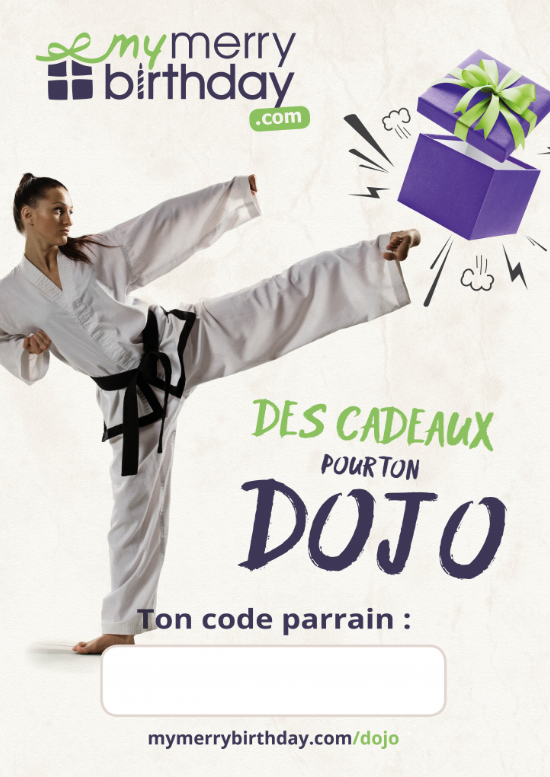 mymerry
birthday
.com
DES CADEAUX
POUR TON
DOJO
Ton code parrain :
mymerrybirthday.com/dojo